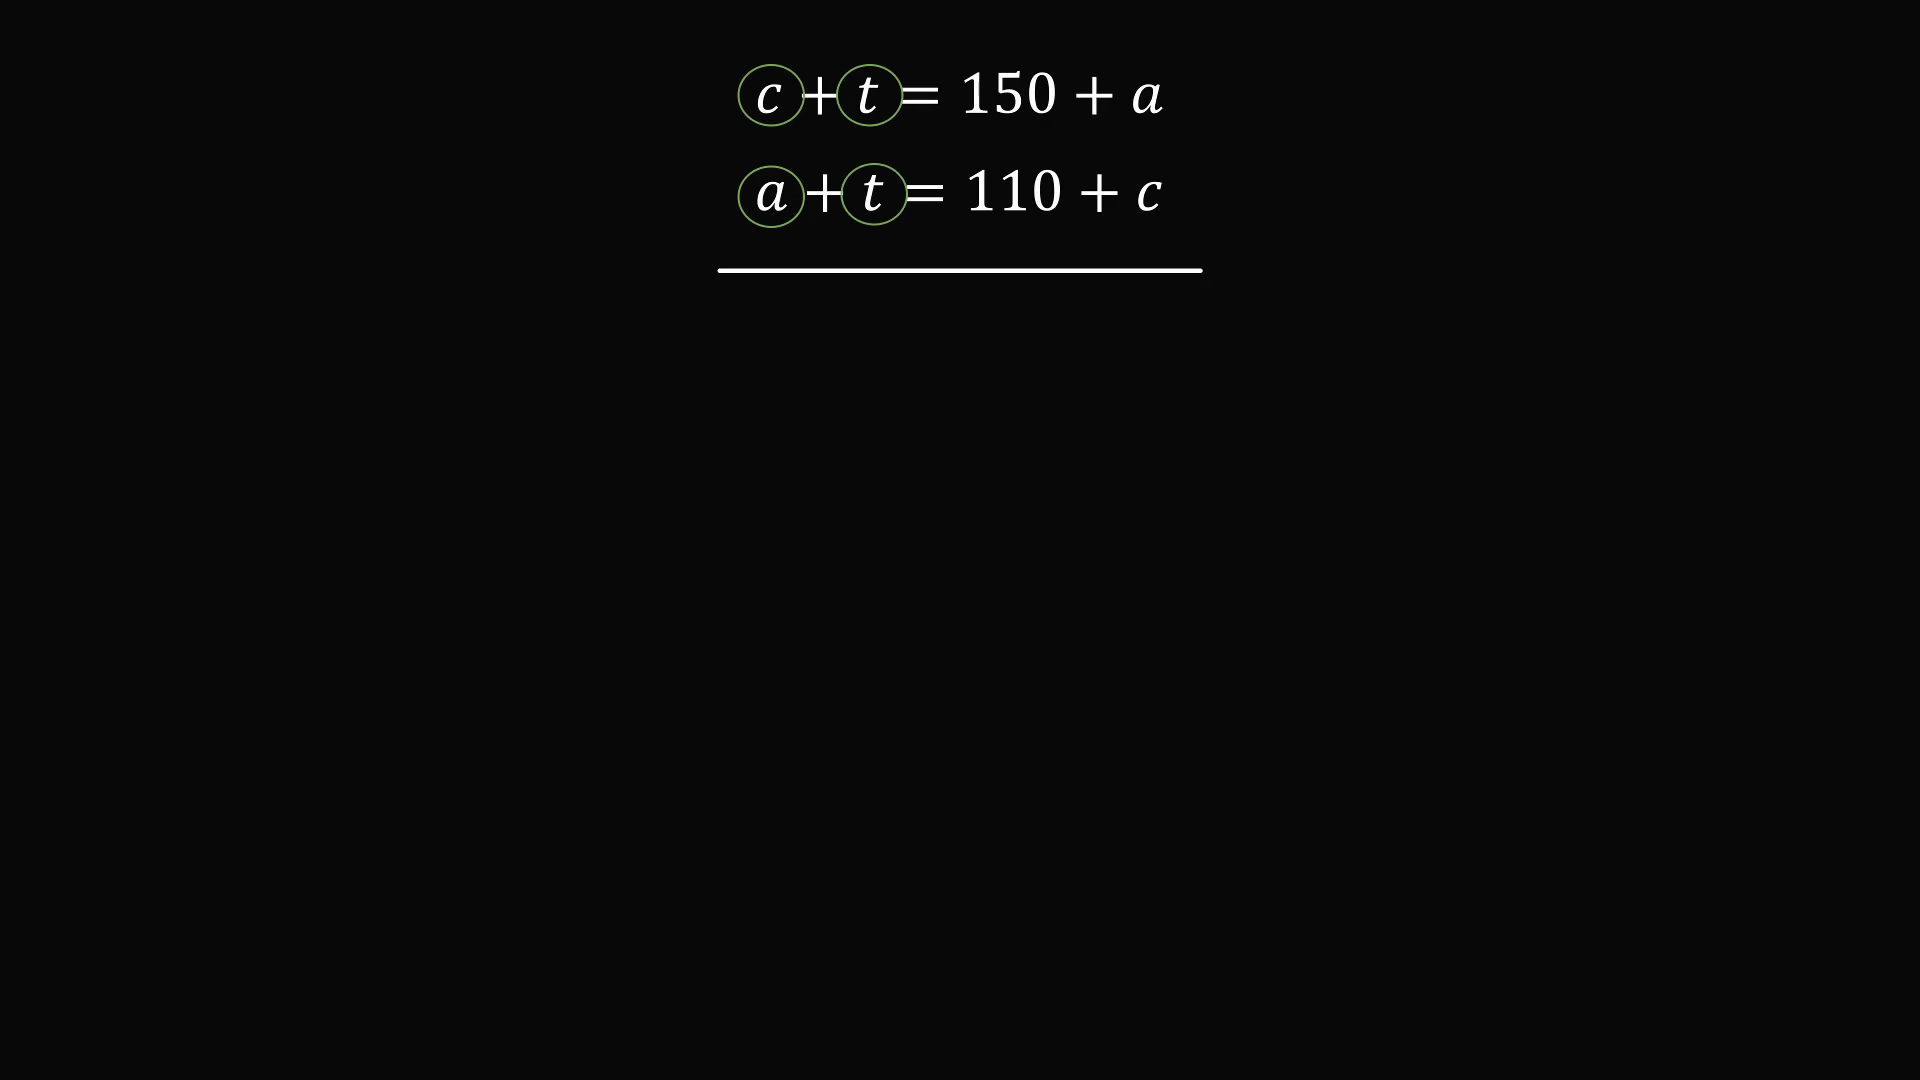 c + t = 150 + a
a + t = 110 + c